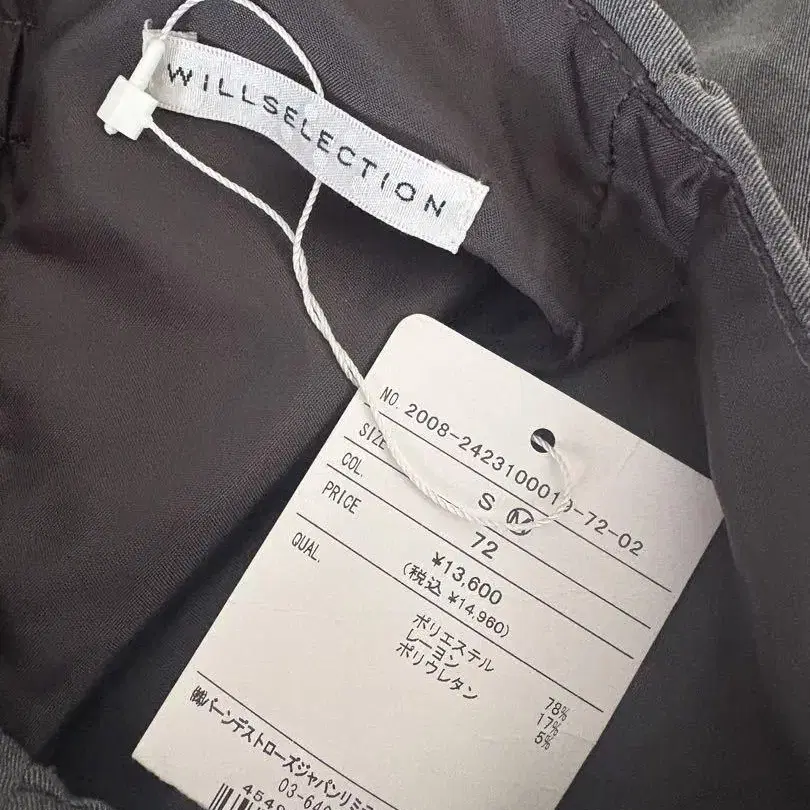 WILLSELECTION
NO. 2008-2423100019-72-02
SIZE S M
COL. 72
PRICE ¥13,600
(税込 ¥14,960)
QUAL.
ポリエステル 78%
レーヨン 17%
ポリウレタン 5%
㈱バーンデストローズジャパンリミテ
03-640
454